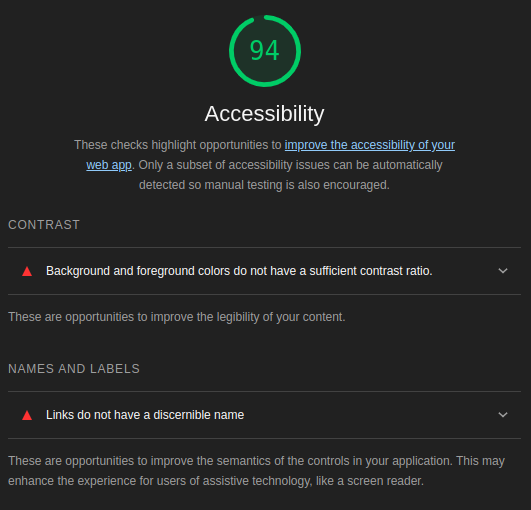 94
Accessibility
These checks highlight opportunities to improve the accessibility of your
web app. Only a subset of accessibility issues can be automatically
detected so manual testing is also encouraged.
CONTRAST
Background and foreground colors do not have a sufficient contrast ratio.
These are opportunities to improve the legibility of your content.
NAMES AND LABELS
Links do not have a discernible name
These are opportunities to improve the semantics of the controls in your application. This may
enhance the experience for users of assistive technology, like a screen reader.